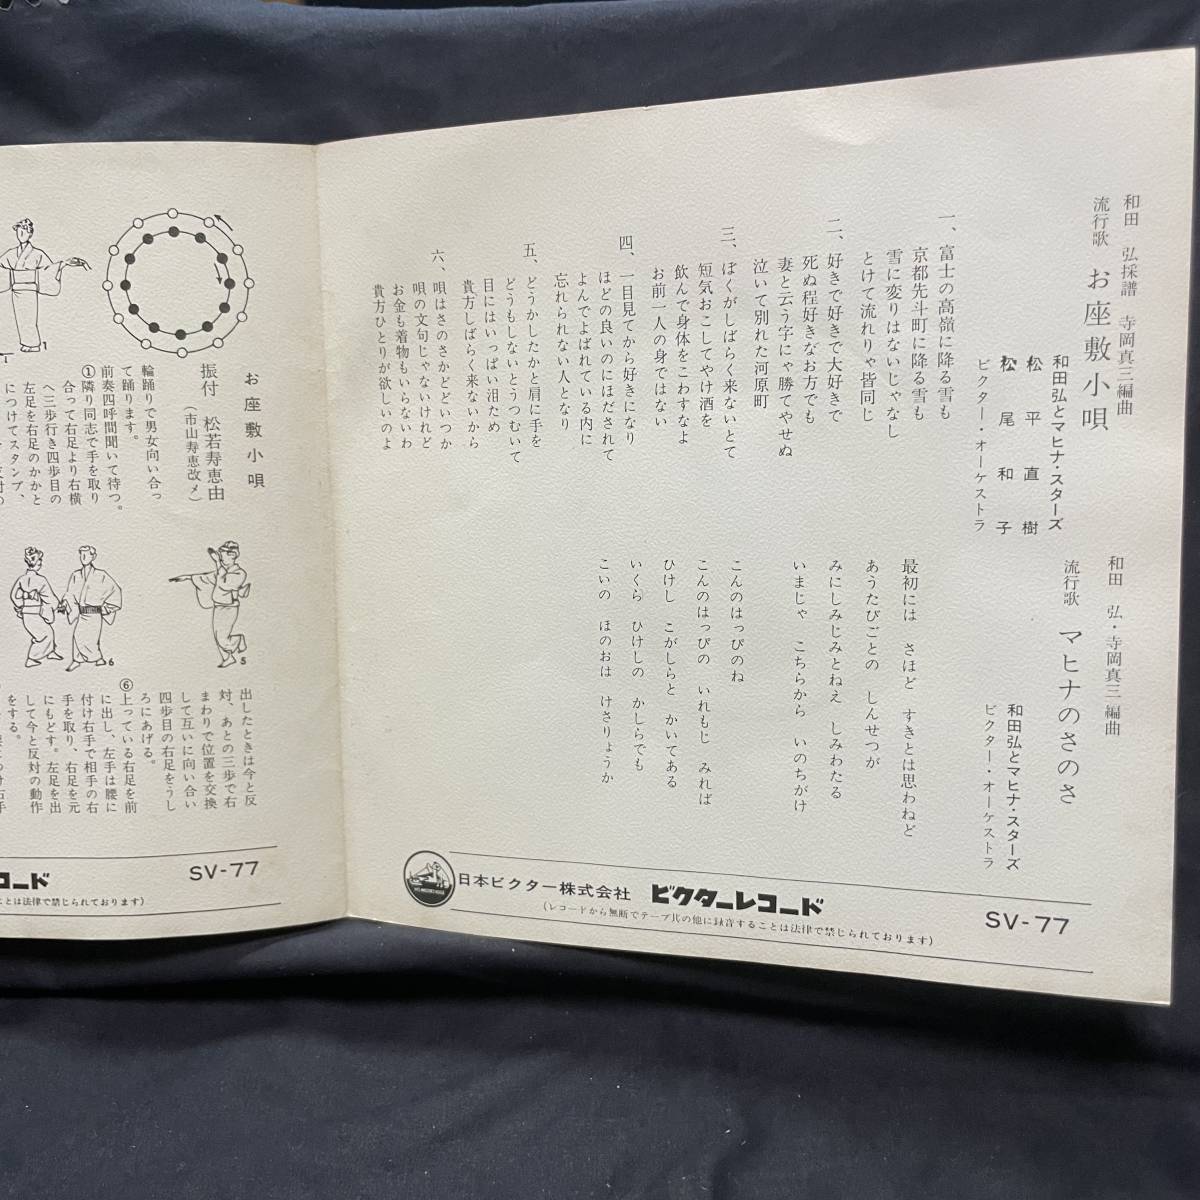 和田　弘採譜　寺岡真三編曲
流行歌　お座敷小唄
和田弘とマヒナ・スターズ
松平直樹
松尾和子
ビクター・オーケストラ
一、富士の高嶺に降る雪も
京都先斗町に降る雪も
雪に変りはないじゃなし
とけて流れりゃ皆同じ
二、好きで好きで大好きで
死ぬ程好きなお方でも
妻と云う字にゃ勝てやせぬ
泣いて別れた河原町
三、ぼくがしばらく来ないとて
短気おこしてやけ酒を
飲んで身体をこわすなよ
お前一人の身ではない
四、一目見てから好きになり
ほどの良いのにほだされて
よんでよばれている内に
忘れられない人となり
五、どうかしたかと肩に手を
どうもしないとうつむいて
目にはいっぱい泪ため
貴方しばらく来ないから
六、唄はさのさかどどいつか
唄の文句じゃないけれど
お金も着物もいらないわ
貴方ひとりが欲しいのよ
和田　弘・寺岡真三編曲
流行歌　マヒナのさのさ
和田弘とマヒナ・スターズ
ビクター・オーケストラ
最初には　さほど　すきとは思わねど
あうたびごとの　しんせつが
みにしみじみとねえ　しみわたる
いまじゃ　こちらから　いのちがけ
こんのはっぴのね
こんのはっぴの　いれもじ　みれば
ひけし　こがしらと　かいてある
いくら　ひけしの　かしらでも
こいの　ほのおは　けさりょうか
日本ビクター株式会社　ビクターレコード
(レコードから無断でテープ其の他に録音することは法律で禁じられております)
SV-77
お座敷小唄
振付　松若寿恵由
(市山寿恵改メ)
輪踊りで男女向い合っ
て踊ります。
前奏四呼間聞いて待つ。
①隣り同志で手を取り
合って右足より右横
へ三歩行き四歩目の
左足を右足のかかと
につけてスタンプ、
1
5
6
出したときは今と反
対、あとの三歩で右
まわりで位置を交換
して互いに向い合い
四歩目の右足をうし
ろにあげる。
⑥上っている右足を前
に出し、左手は腰に
付け右手で相手の右
手を取り、右足を元
にもどす。左足を出
して今と反対の動作
をする。
コード
とは法律で禁じられております)
SV-77